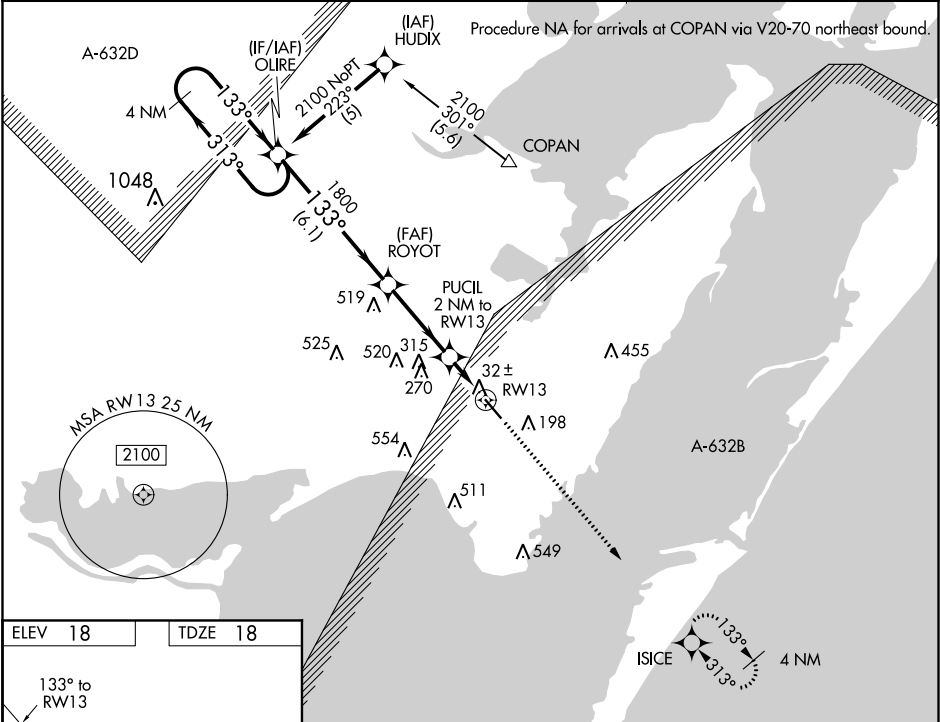 Procedure NA for arrivals at COPAN via V20-70 northeast bound.
A-632D
(IF/IAF)
OLIRE
(IAF)
HUDIX
4 NM
133°
313°
2100 NoPT
223°
(5)
2100
301°
(5.6)
COPAN
1048
1800
133°
(6.1)
(FAF)
ROYOT
519
PUCIL
2 NM to
RW13
525
520
315
270
455
32±
RW13
198
554
A-632B
511
549
MSA RW13 25 NM
2100
ISICE
133°
313°
4 NM
ELEV 18
TDZE 18
133° to
RW13